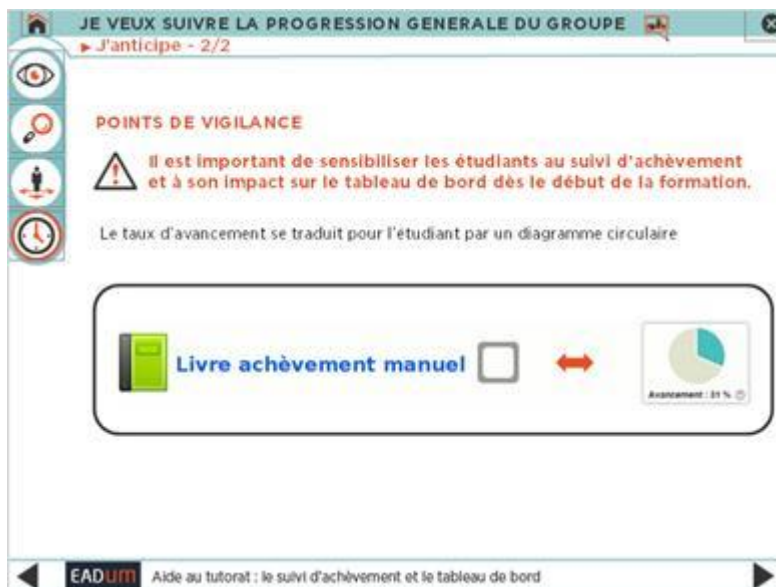 JE VEUX SUIVRE LA PROGRESSION GENERALE DU GROUPE
► J'anticipe - 2/2
POINTS DE VIGILANCE
Il est important de sensibiliser les étudiants au suivi d'achèvement
et à son impact sur le tableau de bord dès le début de la formation.
Le taux d'avancement se traduit pour l'étudiant par un diagramme circulaire
Livre achèvement manuel
Avancement : 31 %
EADUM Aide au tutorat : le suivi d'achèvement et le tableau de bord